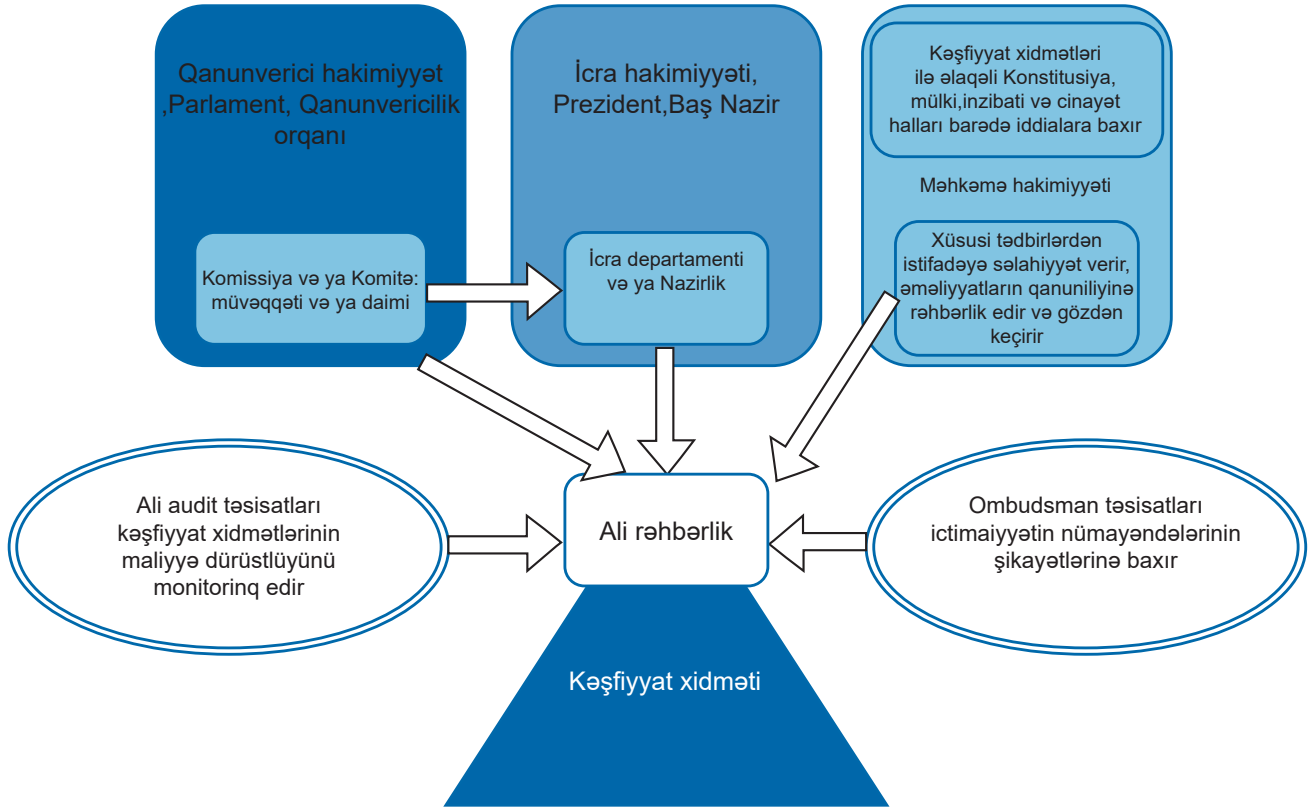 Qanunverici hakimiyyət
,Parlament, Qanunvericilik
orqanı
Komissiya və ya Komitə:
müvəqqəti və ya daimi
İcra hakimiyyəti,
Prezident,Baş Nazir
İcra departamenti
və ya Nazirlik
Kəşfiyyat xidmətləri
ilə əlaqəli Konstitusiya,
mülki,inzibati və cinayət
halları barədə iddialara baxır
Məhkəmə hakimiyyəti
Xüsusi tədbirlərdən
istifadəyə səlahiyyət verir,
əməliyyatların qanuniliyinə
rəhbərlik edir və gözdən
keçirir
Ali audit təsisatları
kəşfiyyat xidmətlərinin
maliyyə dürüstlüyünü
monitorinq edir
Ali rəhbərlik
Ombudsman təsisatları
ictimaiyyətin nümayəndələrinin
şikayətlərinə baxır
Kəşfiyyat xidməti